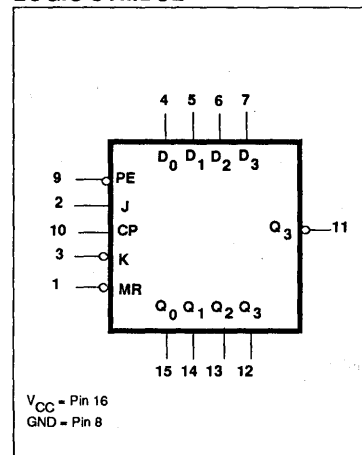 LOGIC SYMBOL
4 5 6 7
D0 D1 D2 D3
9 PE
2 J
10 CP
3 K
1 MR
Q3 11
Q0 Q1 Q2 Q3
15 14 13 12
VCC = Pin 16
GND = Pin 8